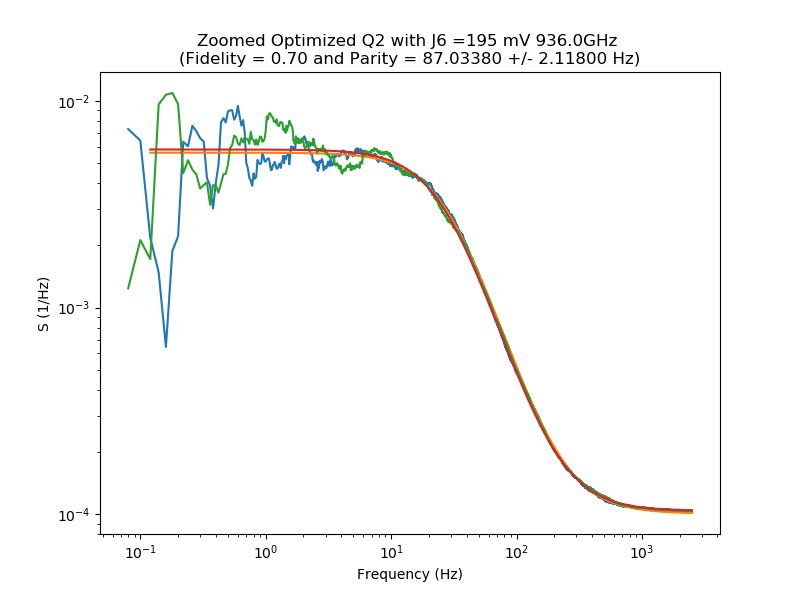 Zoomed Optimized Q2 with J6 =195 mV 936.0GHz
(Fidelity = 0.70 and Parity = 87.03380 +/- 2.11800 Hz)
S (1/Hz)
10⁻²
10⁻³
10⁻⁴
10⁻¹ 10⁰ 10¹ 10² 10³
Frequency (Hz)